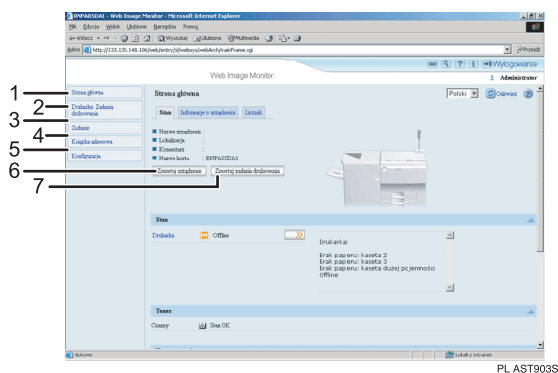 RNPA05DA1 - Web Image Monitor - Microsoft Internet Explorer
Plik Edycja Widok Ulubione Narzędzia Pomoc
Wstecz Wyszukaj Ulubione Multimedia
Adres http://133.139.148.106/web/entry/pl/websys/webArch/mainFrame.cgi Przejdź
Wylogowanie
Web Image Monitor Administrator
1 Strona główna
2 Drukarka: Zadania drukowania
3 Zadanie
4 Książka adresowa
5 Konfiguracja
6
7
Strona główna Polski Odśwież
Stan Informacje o urządzeniu Licznik
Nazwa urządzenia :
Lokalizacja :
Komentarz :
Nazwa hosta : RNPA05DA1
Zresetuj urządzenie Zresetuj zadania drukowania
Stan
Drukarka Offline
Drukarka:
Brak papieru: kaseta 2
Brak papieru: kaseta 3
Brak papieru: kaseta dużej pojemności
Offline
Toner
Czarny Stan OK
Gotowe Lokalny intranet
PL AST903S